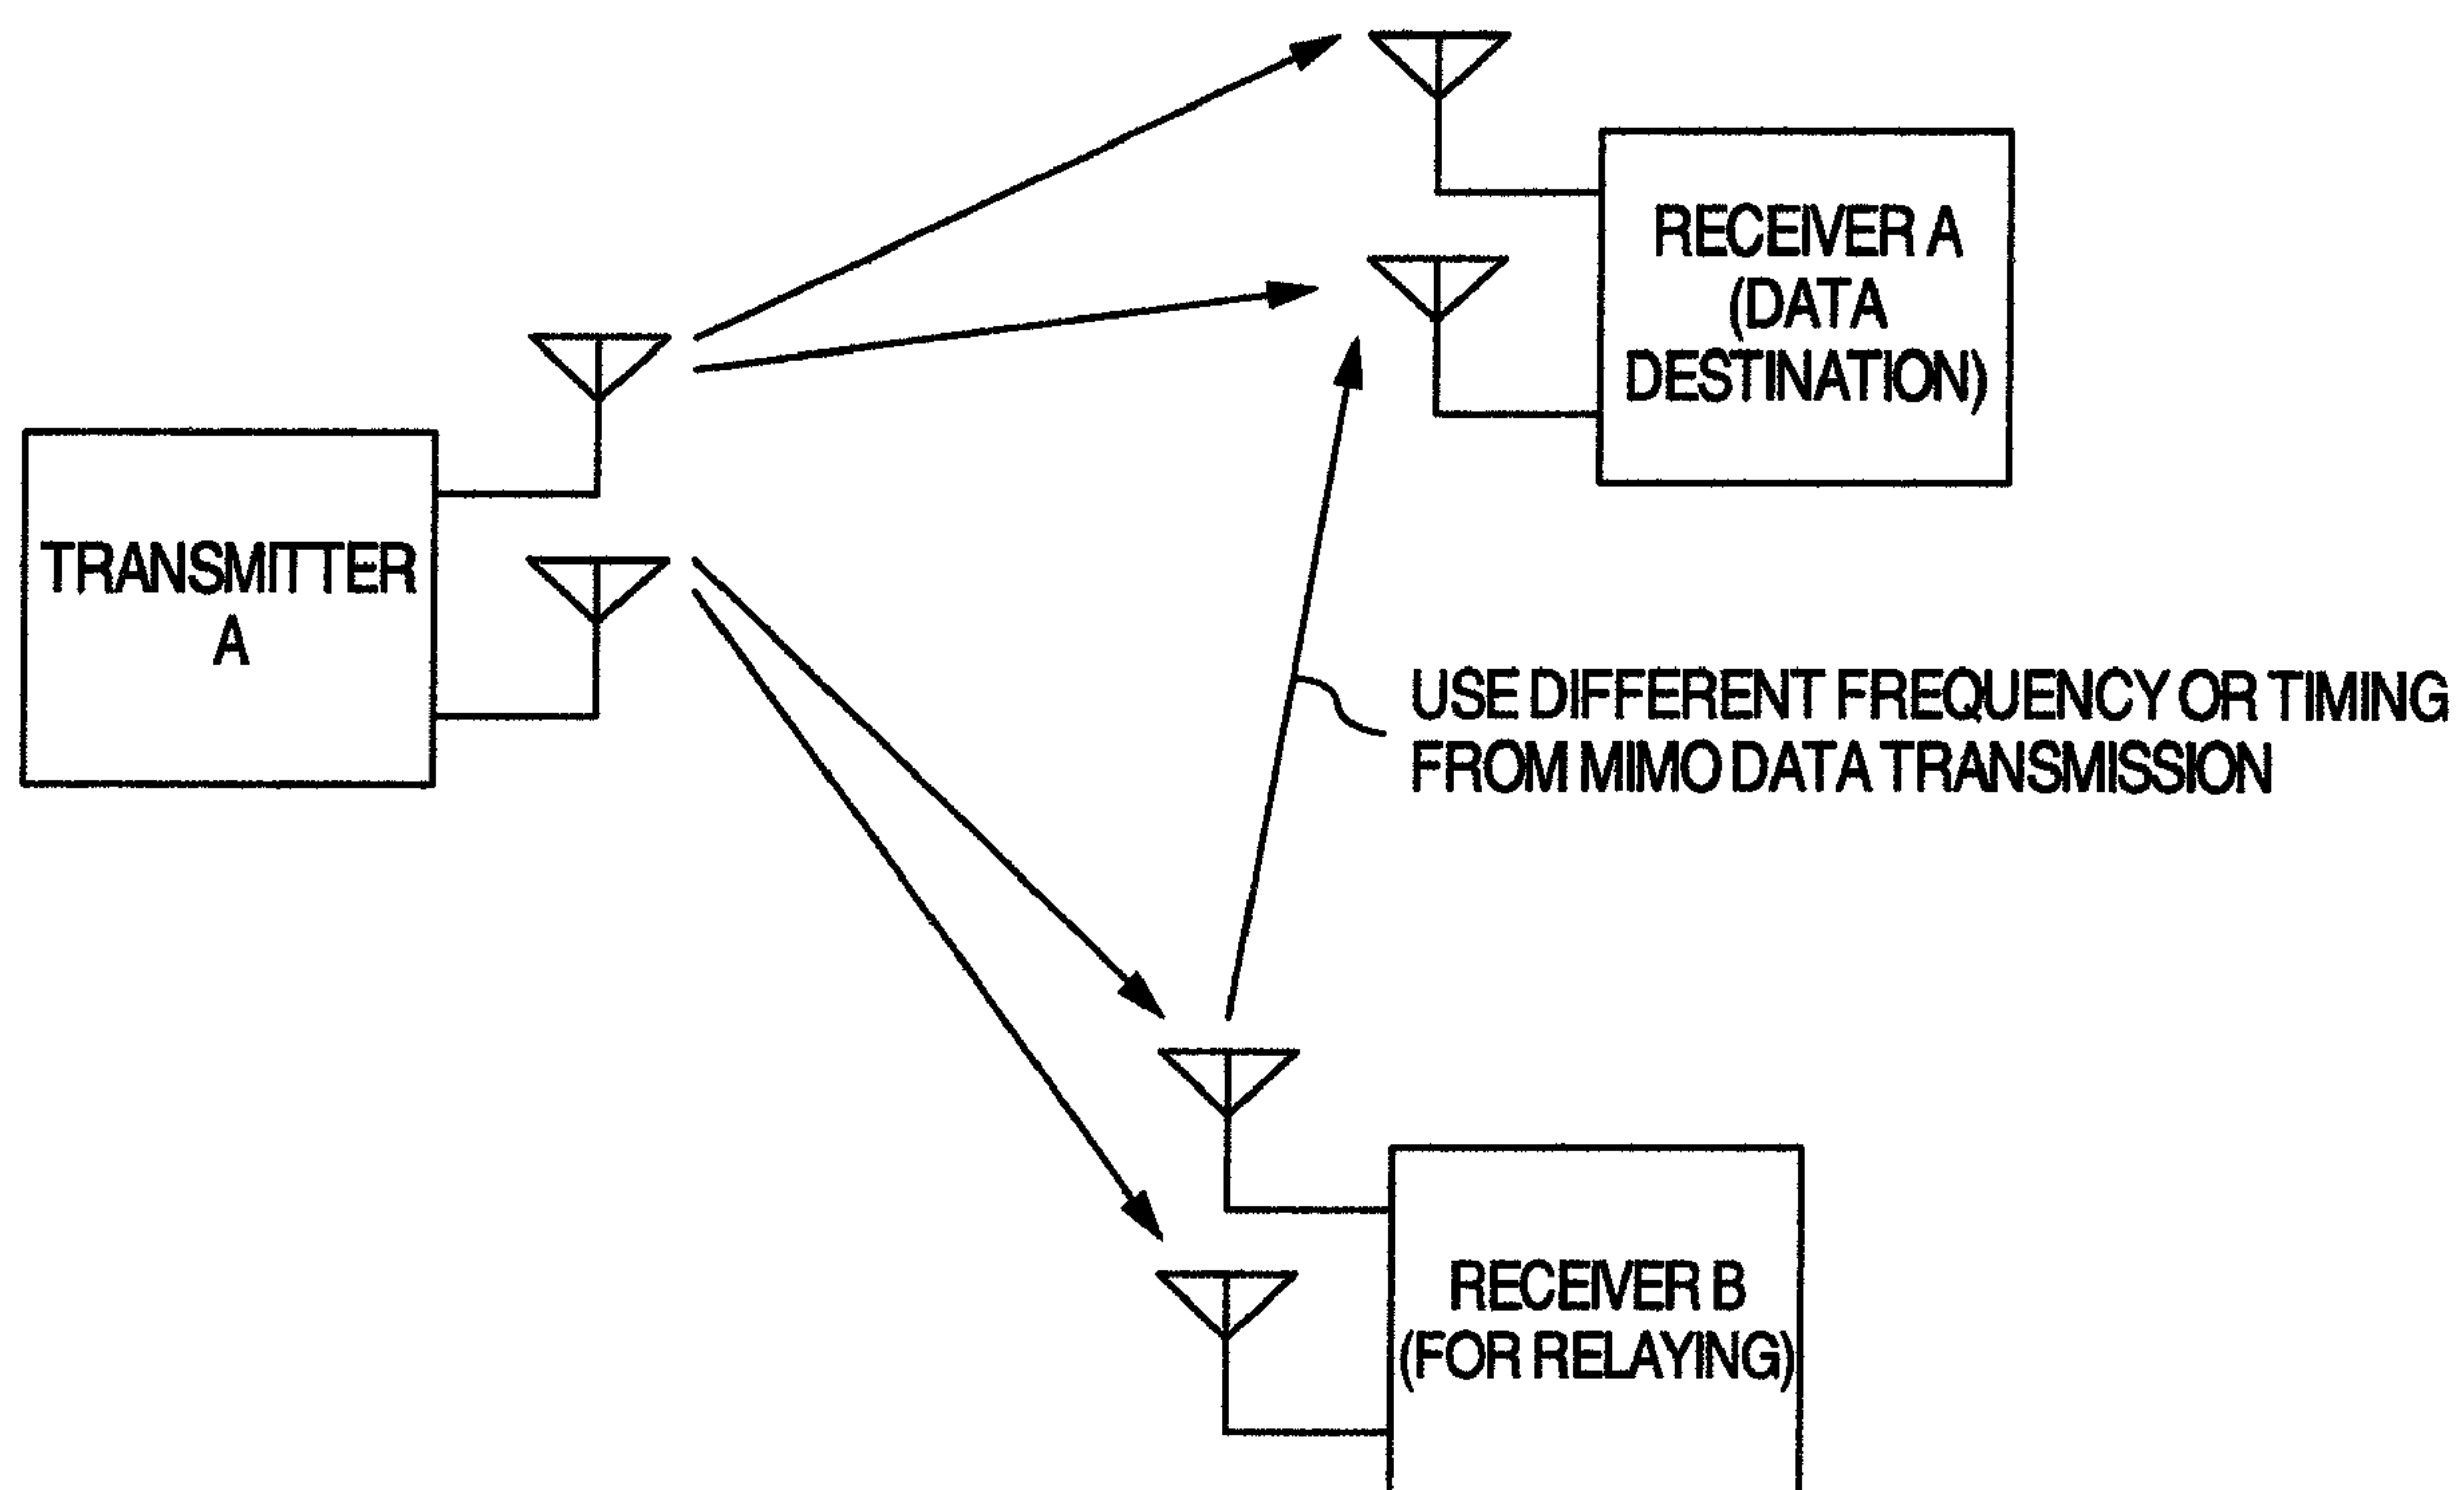 RECEIVER A
(DATA
DESTINATION)
TRANSMITTER
A
USE DIFFERENT FREQUENCY OR TIMING
FROM MIMO DATA TRANSMISSION
RECEIVER B
(FOR RELAYING)